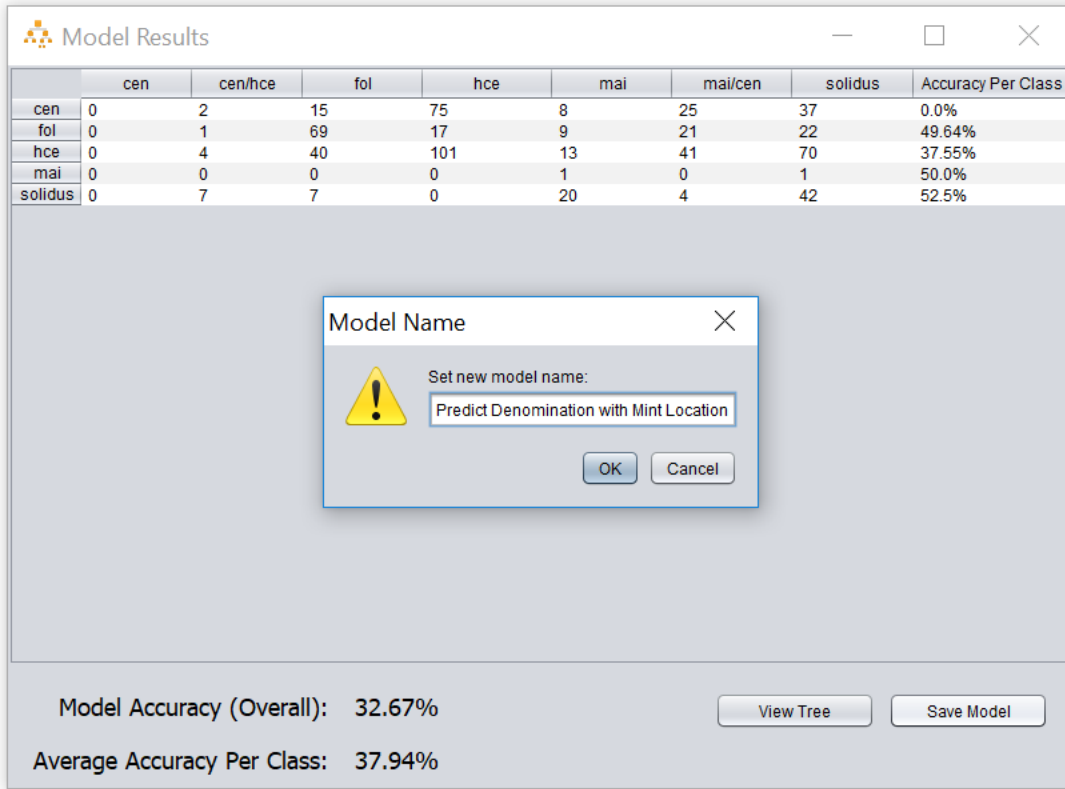 Model Results
cen cen/hce fol hce mai mai/cen solidus Accuracy Per Class
cen 0 2 15 75 8 25 37 0.0%
fol 0 1 69 17 9 21 22 49.64%
hce 0 4 40 101 13 41 70 37.55%
mai 0 0 0 0 1 0 1 50.0%
solidus 0 7 7 0 20 4 42 52.5%
Model Name
Set new model name:
Predict Denomination with Mint Location
OK Cancel
Model Accuracy (Overall): 32.67%
View Tree Save Model
Average Accuracy Per Class: 37.94%